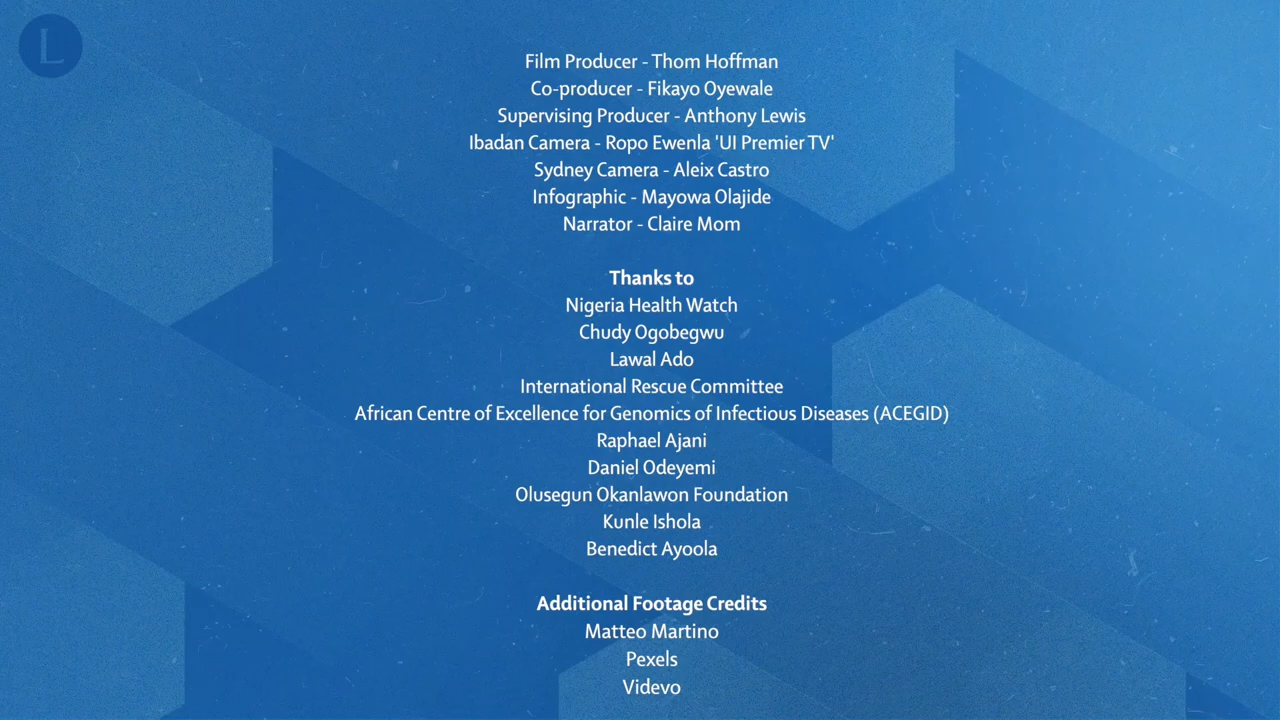 L
Film Producer - Thom Hoffman
Co-producer - Fikayo Oyewale
Supervising Producer - Anthony Lewis
Ibadan Camera - Ropo Ewenla 'UI Premier TV'
Sydney Camera - Aleix Castro
Infographic - Mayowa Olajide
Narrator - Claire Mom
Thanks to
Nigeria Health Watch
Chudy Ogobegwu
Lawal Ado
International Rescue Committee
African Centre of Excellence for Genomics of Infectious Diseases (ACEGID)
Raphael Ajani
Daniel Odeyemi
Olusegun Okanlawon Foundation
Kunle Ishola
Benedict Ayoola
Additional Footage Credits
Matteo Martino
Pexels
Videvo